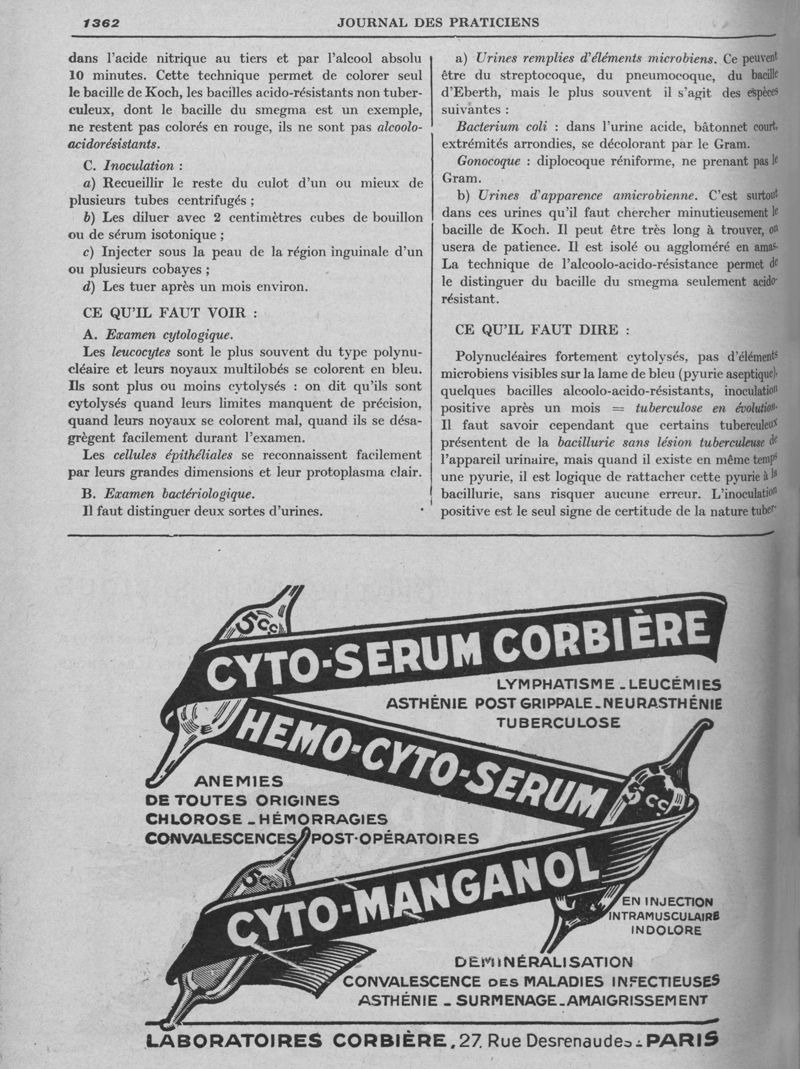 1362
JOURNAL DES PRATICIENS
dans l'acide nitrique au tiers et par l'alcool absolu
10 minutes. Cette technique permet de colorer seul
le bacille de Koch, les bacilles acido-résistants non tuber-
culeux, dont le bacille du smegma est un exemple,
ne restent pas colorés en rouge, ils ne sont pas alcoolo-
acidorésistants.
C. Inoculation :
a) Recueillir le reste du culot d'un ou mieux de
plusieurs tubes centrifugés ;
b) Les diluer avec 2 centimètres cubes de bouillon
ou de sérum isotonique ;
c) Injecter sous la peau de la région inguinale d'un
ou plusieurs cobayes ;
d) Les tuer après un mois environ.
CE QU'IL FAUT VOIR :
A. Examen cytologique.
Les leucocytes sont le plus souvent du type polynu-
cléaire et leurs noyaux multilobés se colorent en bleu.
Ils sont plus ou moins cytolysés : on dit qu'ils sont
cytolysés quand leurs limites manquent de précision,
quand leurs noyaux se colorent mal, quand ils se désa-
grègent facilement durant l'examen.
Les cellules épithéliales se reconnaissent facilement
par leurs grandes dimensions et leur protoplasma clair.
B. Examen bactériologique.
Il faut distinguer deux sortes d'urines.
a) Urines remplies d'éléments microbiens. Ce peuvent
être du streptocoque, du pneumocoque, du bacille
d'Eberth, mais le plus souvent il s'agit des espèces
suivantes :
Bacterium coli : dans l'urine acide, bâtonnet court,
extrémités arrondies, se décolorant par le Gram.
Gonocoque : diplocoque réniforme, ne prenant pas le
Gram.
b) Urines d'apparence amicrobienne. C'est surtout
dans ces urines qu'il faut chercher minutieusement le
bacille de Koch. Il peut être très long à trouver, on
usera de patience. Il est isolé ou aggloméré en amas.
La technique de l'alcoolo-acido-résistance permet de
le distinguer du bacille du smegma seulement acido-
résistant.
CE QU'IL FAUT DIRE :
Polynucléaires fortement cytolysés, pas d'éléments
microbiens visibles sur la lame de bleu (pyurie aseptique),
quelques bacilles alcoolo-acido-résistants, inoculation
positive après un mois = tuberculose en évolution.
Il faut savoir cependant que certains tuberculeux
présentent de la bacillurie sans lésion tuberculeuse de
l'appareil urinaire, mais quand il existe en même temps
une pyurie, il est logique de rattacher cette pyurie à la
bacillurie, sans risquer aucune erreur. L'inoculation
positive est le seul signe de certitude de la nature tuber-
5cc
CYTO-SERUM CORBIÈRE
LYMPHATISME - LEUCÉMIES
ASTHÉNIE POST GRIPPALE - NEURASTHÉNIE
TUBERCULOSE
HEMO-CYTO-SERUM
5cc
ANEMIES
DE TOUTES ORIGINES
CHLOROSE - HÉMORRAGIES
CONVALESCENCES POST-OPÉRATOIRES
5cc
CYTO-MANGANOL
EN INJECTION
INTRAMUSCULAIRE
INDOLORE
DEMINÉRALISATION
CONVALESCENCE DES MALADIES INFECTIEUSES
ASTHÉNIE - SURMENAGE - AMAIGRISSEMENT
LABORATOIRES CORBIÈRE, 27, Rue Desrenaudes - PARIS